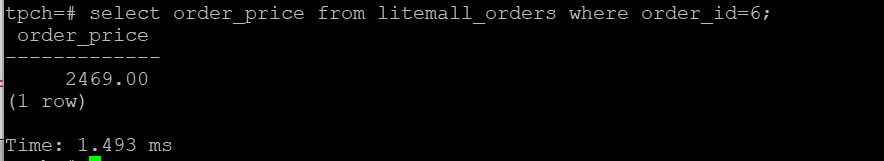 tpch=# select order_price from litemall_orders where order_id=6;
order_price
-------------
2469.00
(1 row)
Time: 1.493 ms